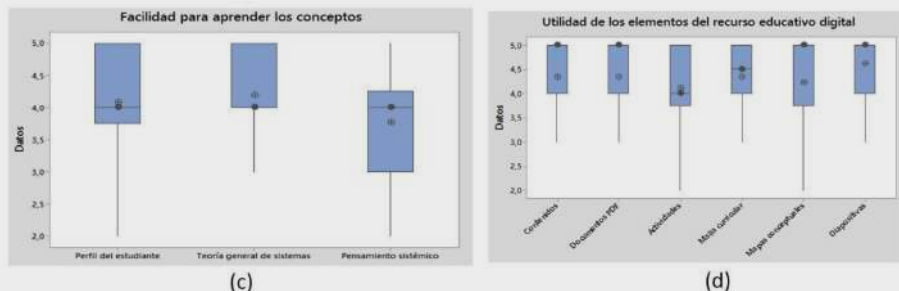 Facilidad para aprender los conceptos
5,0
4,5
4,0
3,5
3,0
2,5
2,0
Datos
Perfil del estudiante
Teoría general de sistemas
Pensamiento sistémico
(c)
Utilidad de los elementos del recurso educativo digital
5,0
4,5
4,0
3,5
3,0
2,5
2,0
Datos
Contenidos
Documentos PDF
Actividades
Malla curricular
Mapas conceptuales
Diapositivas
(d)